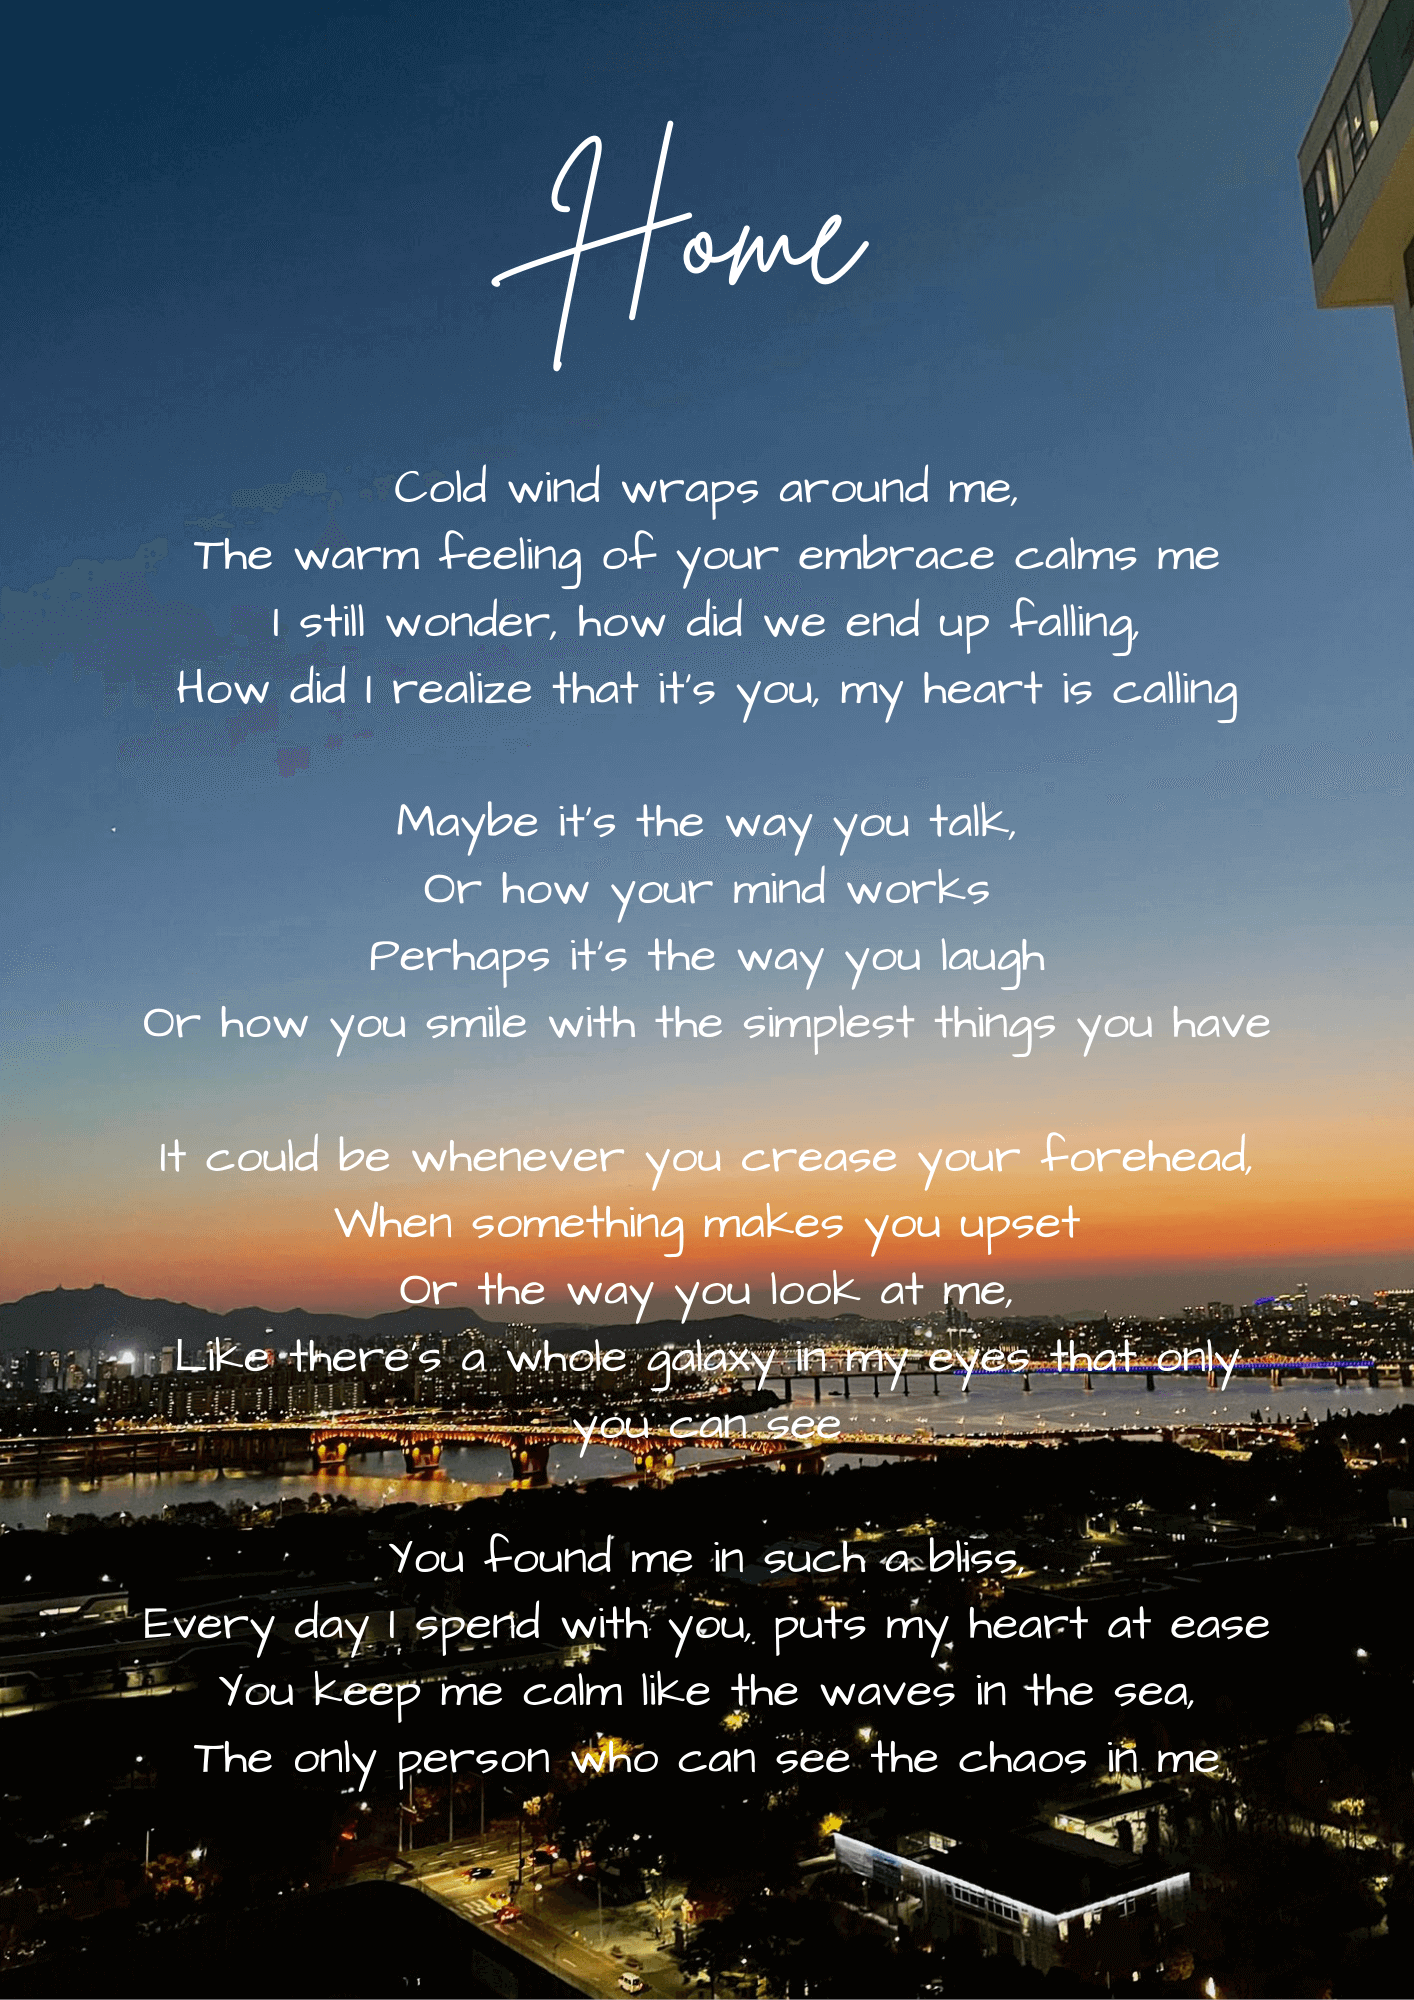 Home
Cold wind wraps around me,
The warm feeling of your embrace calms me
I still wonder, how did we end up falling,
How did I realize that it's you, my heart is calling
Maybe it's the way you talk,
Or how your mind works
Perhaps it's the way you laugh
Or how you smile with the simplest things you have
It could be whenever you crease your forehead,
When something makes you upset
Or the way you look at me,
Like there's a whole galaxy in my eyes that only
you can see
You found me in such a bliss,
Every day I spend with you, puts my heart at ease
You keep me calm like the waves in the sea,
The only person who can see the chaos in me